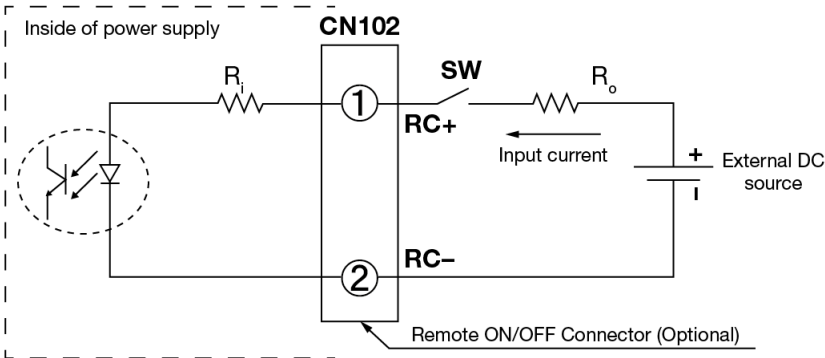 Inside of power supply
CN102
SW
Ri
Ro
1
RC+
Input current
+
External DC
source
RC−
2
Remote ON/OFF Connector (Optional)